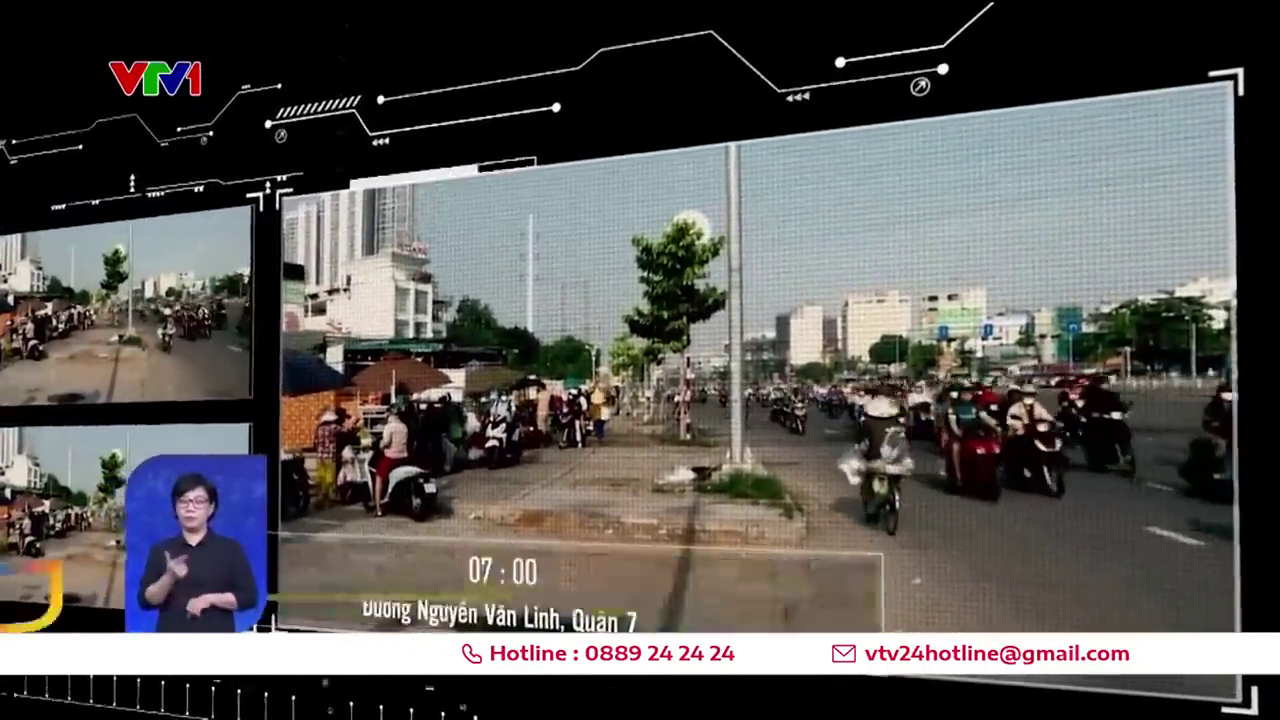 VTV1
07 : 00
Đường Nguyễn Văn Linh, Quận 7
Hotline : 0889 24 24 24
vtv24hotline@gmail.com